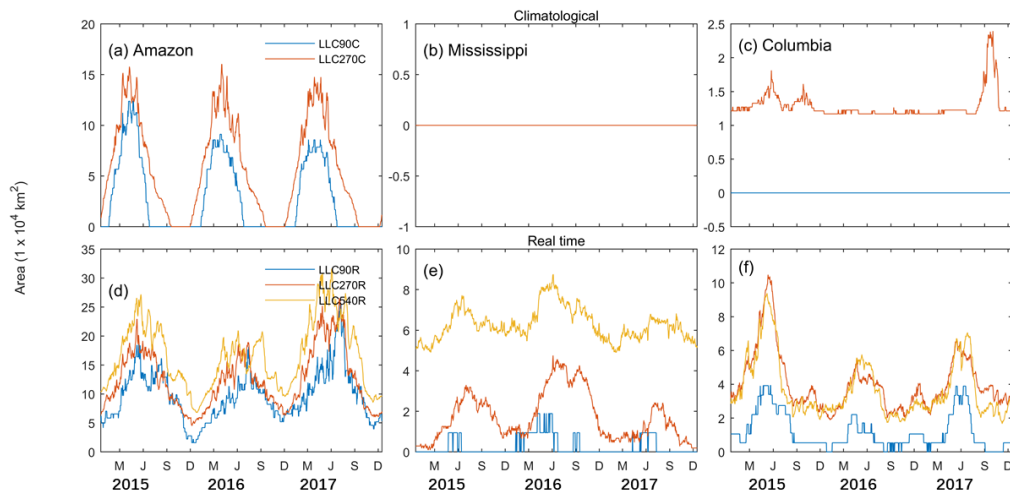 Climatological
(a) Amazon
LLC90C
LLC270C
20
15
10
5
0
(b) Mississippi
1
0.5
0
-0.5
-1
(c) Columbia
2.5
2
1.5
1
0.5
0
-0.5
Area (1 x 10⁴ km²)
Real time
(d)
LLC90R
LLC270R
LLC540R
35
30
25
20
15
10
5
0
M J S D M J S D M J S D
2015 2016 2017
(e)
10
8
6
4
2
0
M J S D M J S D M J S D
2015 2016 2017
(f)
12
10
8
6
4
2
0
M J S D M J S D M J S D
2015 2016 2017